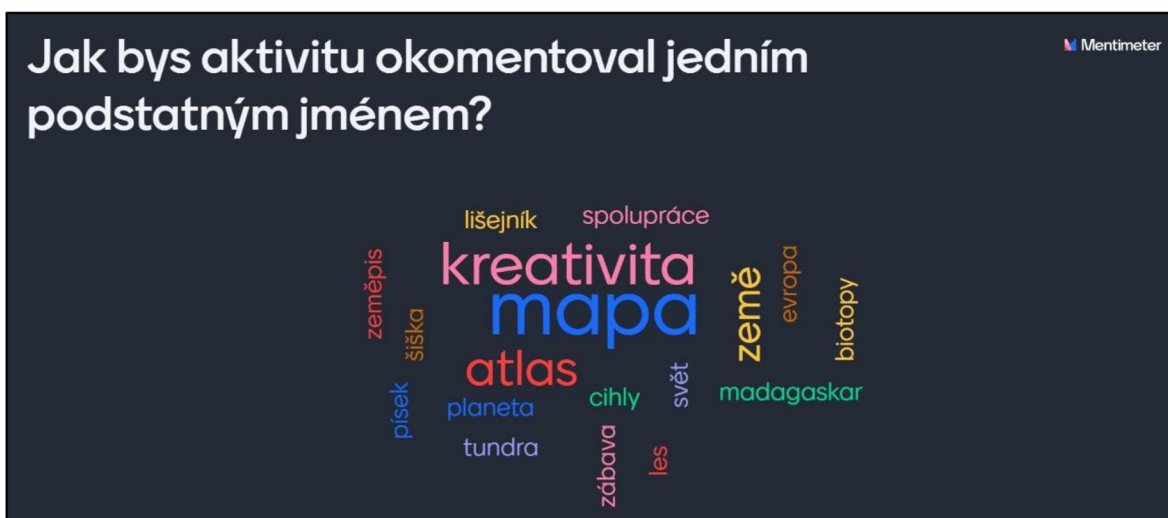 Jak bys aktivitu okomentoval jedním
podstatným jménem?
Mentimeter
lišejník
spolupráce
kreativita
mapa
zeměpis
šiška
země
evropa
biotopy
atlas
cihly
svět
madagaskar
písek
planeta
tundra
zábava
les